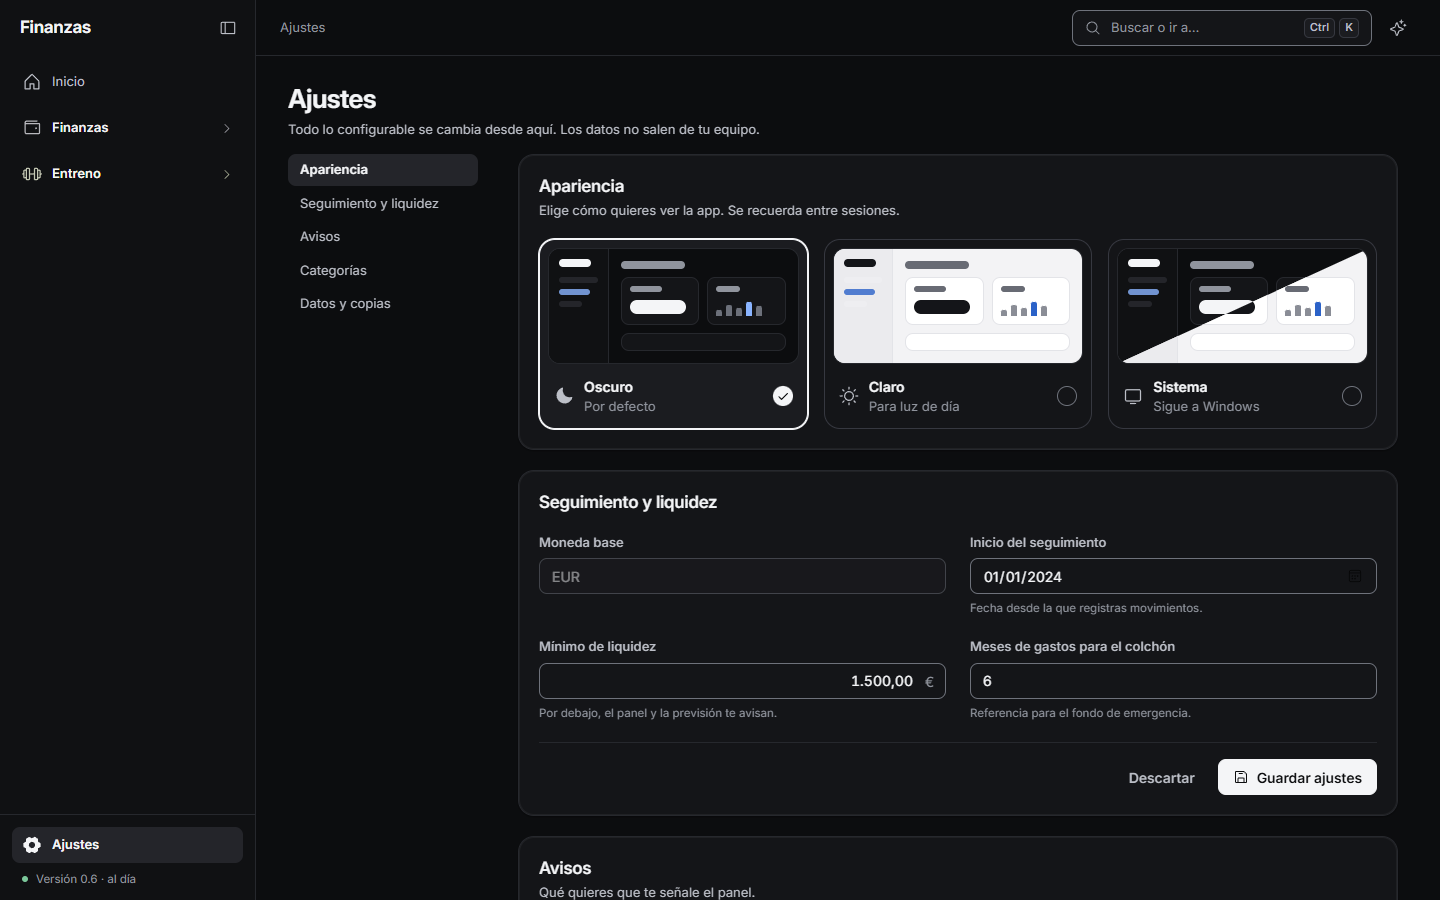 Finanzas
Inicio
Finanzas
Entreno
Ajustes
Versión 0.6 · al día
Ajustes
Buscar o ir a...
Ctrl K
Ajustes
Todo lo configurable se cambia desde aquí. Los datos no salen de tu equipo.
Apariencia
Seguimiento y liquidez
Avisos
Categorías
Datos y copias
Apariencia
Elige cómo quieres ver la app. Se recuerda entre sesiones.
Oscuro
Por defecto
Claro
Para luz de día
Sistema
Sigue a Windows
Seguimiento y liquidez
Moneda base
EUR
Inicio del seguimiento
01/01/2024
Fecha desde la que registras movimientos.
Mínimo de liquidez
1.500,00 €
Por debajo, el panel y la previsión te avisan.
Meses de gastos para el colchón
6
Referencia para el fondo de emergencia.
Descartar
Guardar ajustes
Avisos
Qué quieres que te señale el panel.